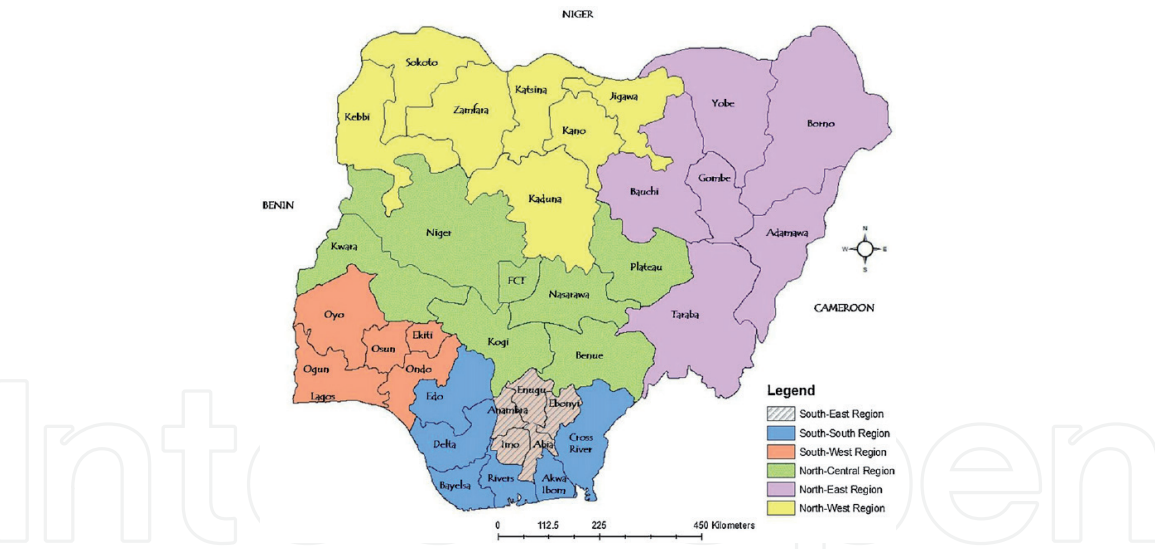 NIGER
Sokoto
Katsina
Jigawa
Yobe
Zamfara
Kebbi
Kano
Borno
Gombe
Bauchi
Kaduna
BENIN
Niger
Adamawa
N
W
E
S
Kwara
Plateau
FCT
Nasarawa
CAMEROON
Oyo
Taraba
Ekiti
Osun
Kogi
Benue
Ogun
Ondo
Lagos
Enugu
Edo
Anambra
Ebonyi
Cross
River
Delta
Imo
Abia
Bayelsa
Rivers
Akwa
Ibom
Legend
South-East Region
South-South Region
South-West Region
North-Central Region
North-East Region
North-West Region
0 112.5 225 450 Kilometers